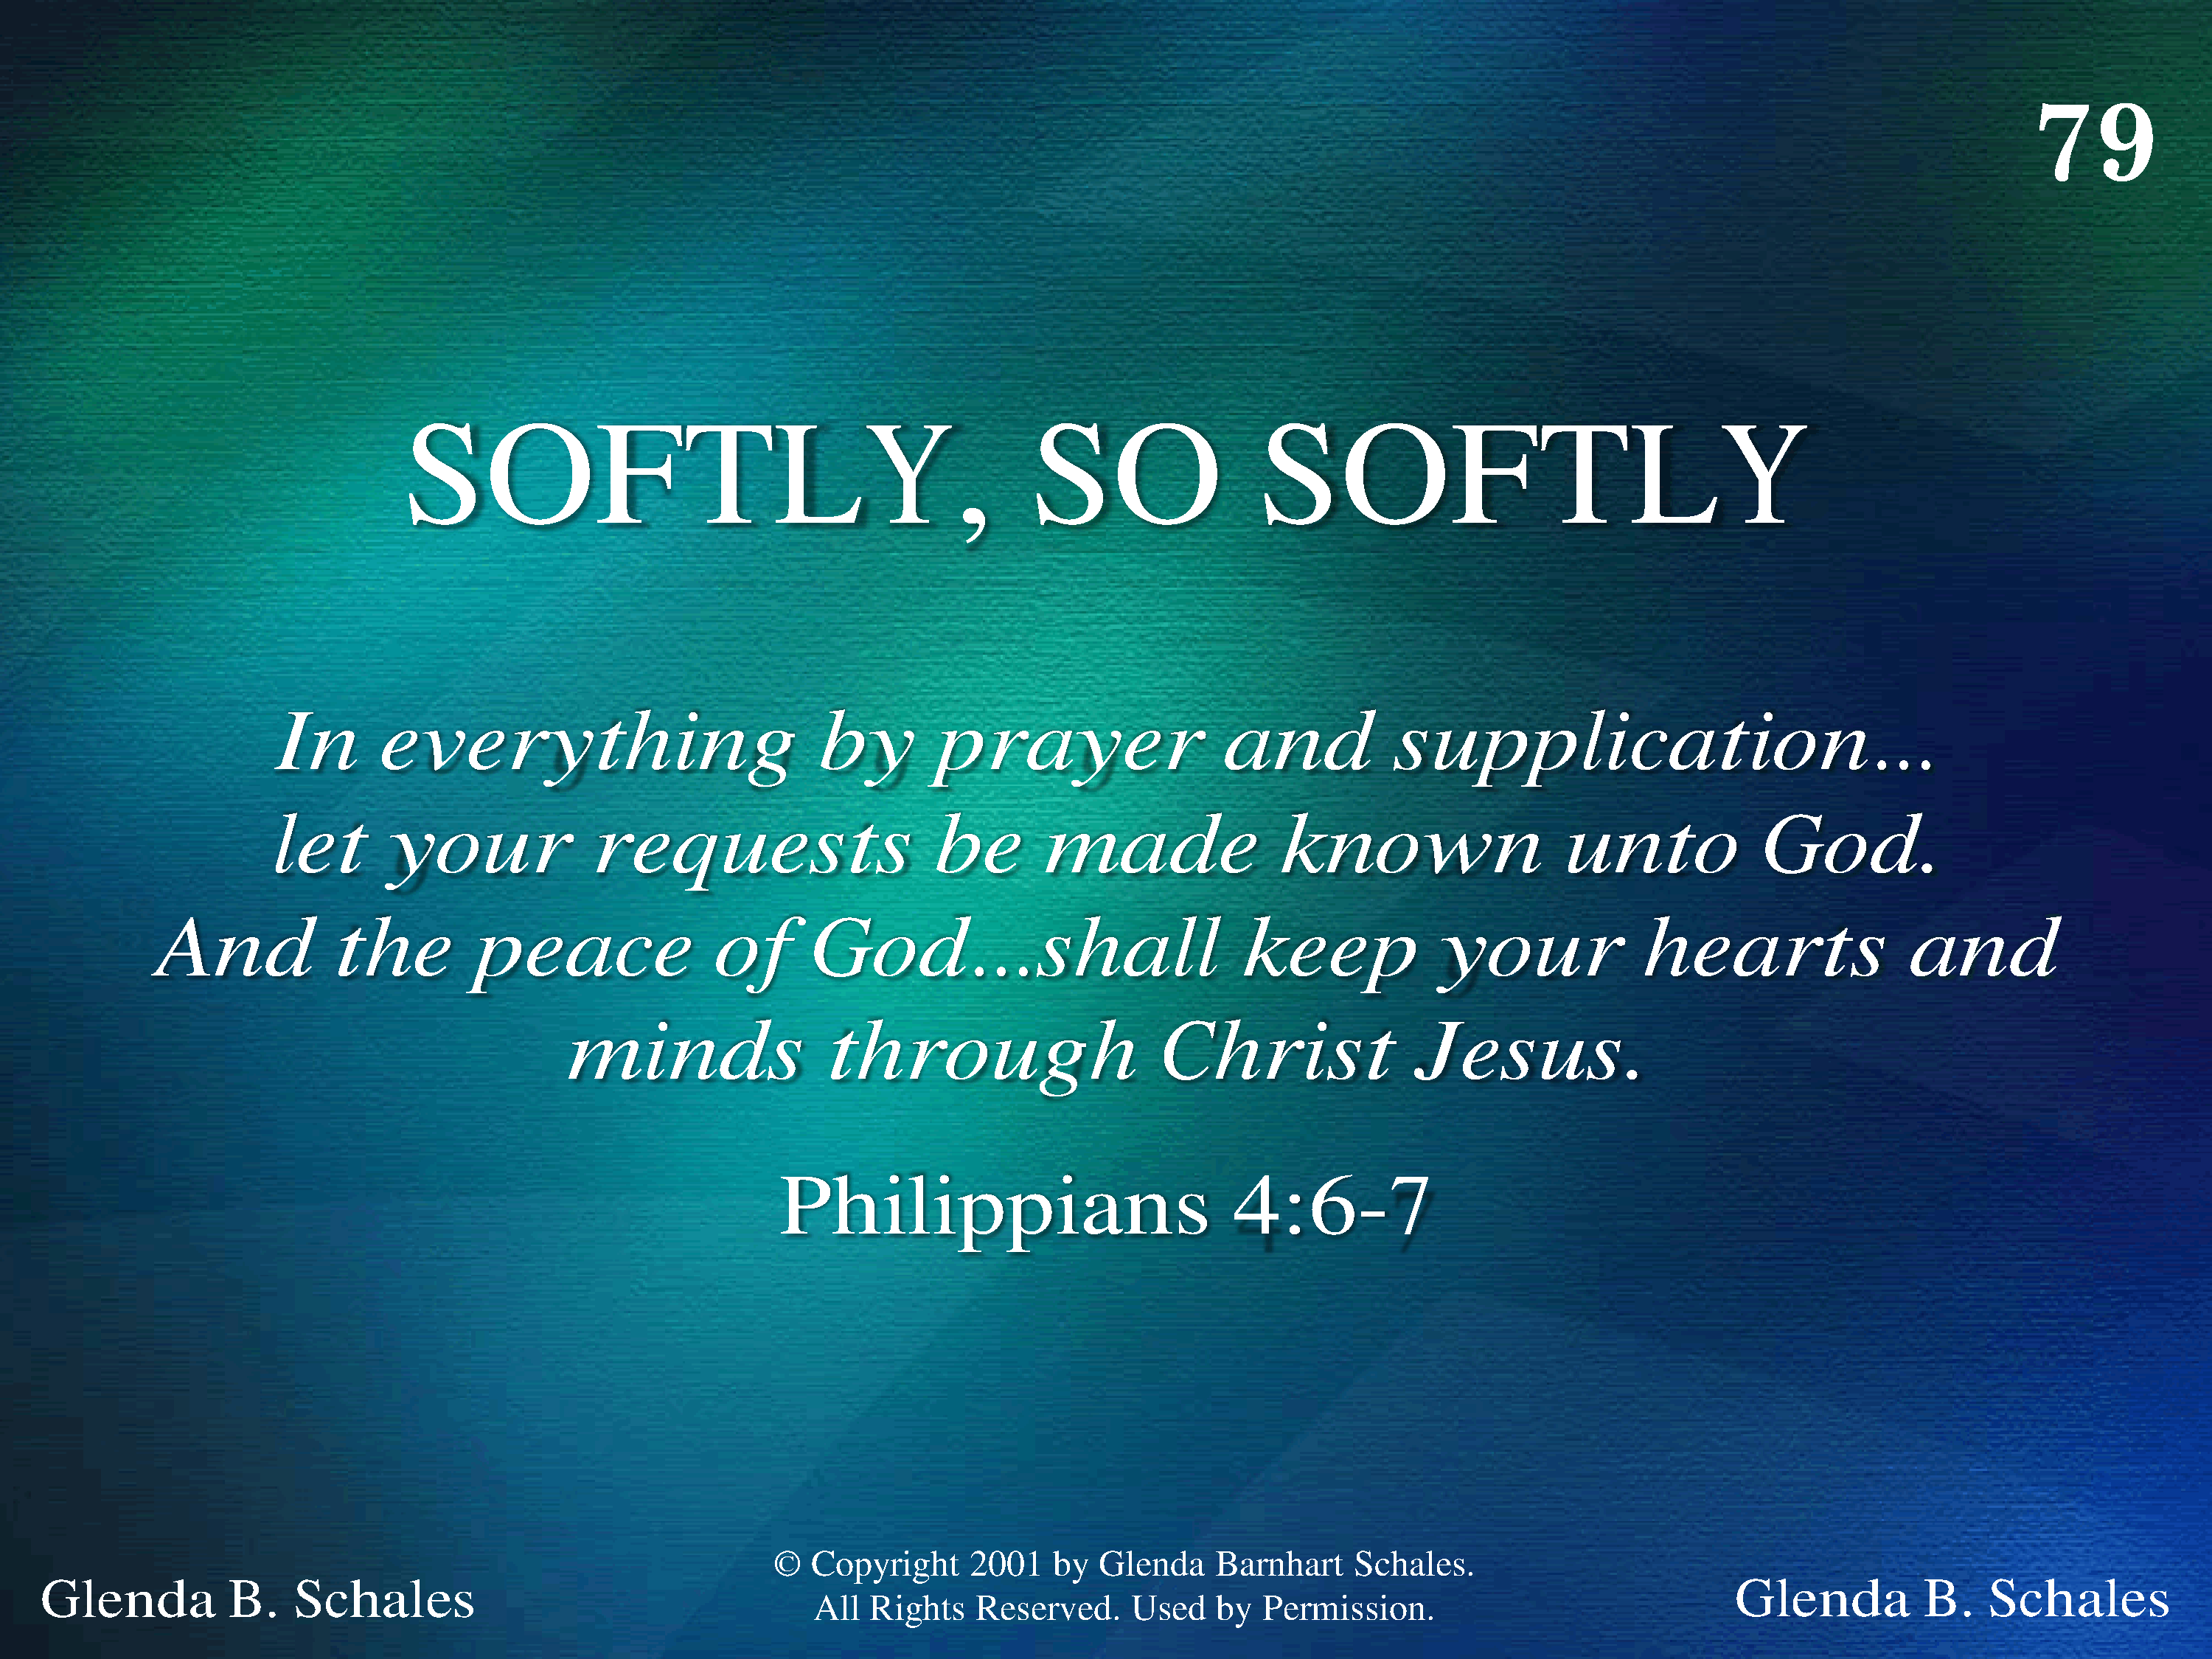 79
SOFTLY, SO SOFTLY
In everything by prayer and supplication...
let your requests be made known unto God.
And the peace of God...shall keep your hearts and
minds through Christ Jesus.
Philippians 4:6-7
© Copyright 2001 by Glenda Barnhart Schales.
All Rights Reserved. Used by Permission.
Glenda B. Schales
Glenda B. Schales